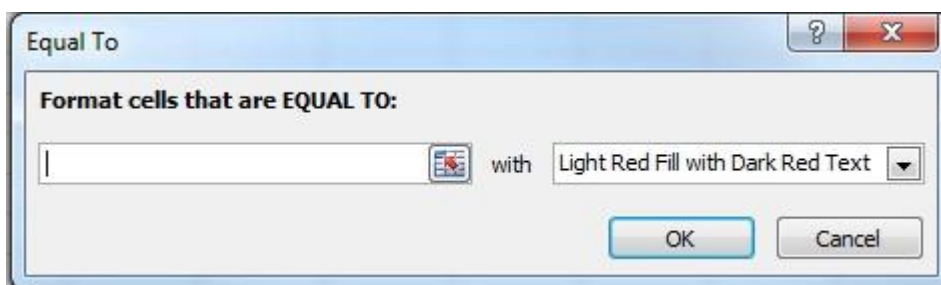 Equal To
Format cells that are EQUAL TO:
with Light Red Fill with Dark Red Text
OK Cancel